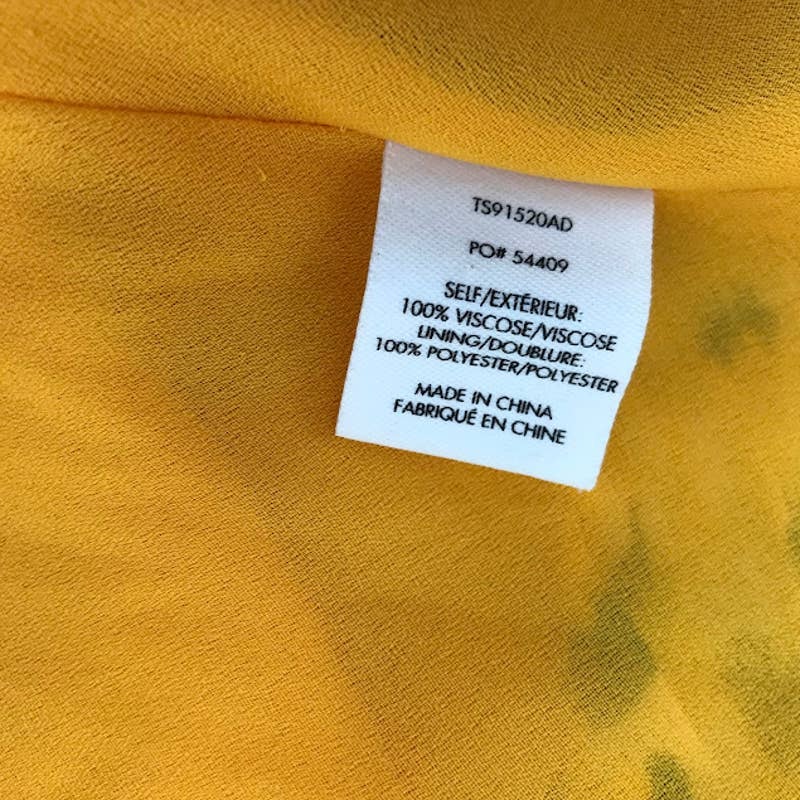 TS91520AD
PO# 54409
SELF/EXTÉRIEUR:
100% VISCOSE/VISCOSE
LINING/DOUBLURE:
100% POLYESTER/POLYESTER
MADE IN CHINA
FABRIQUÉ EN CHINE